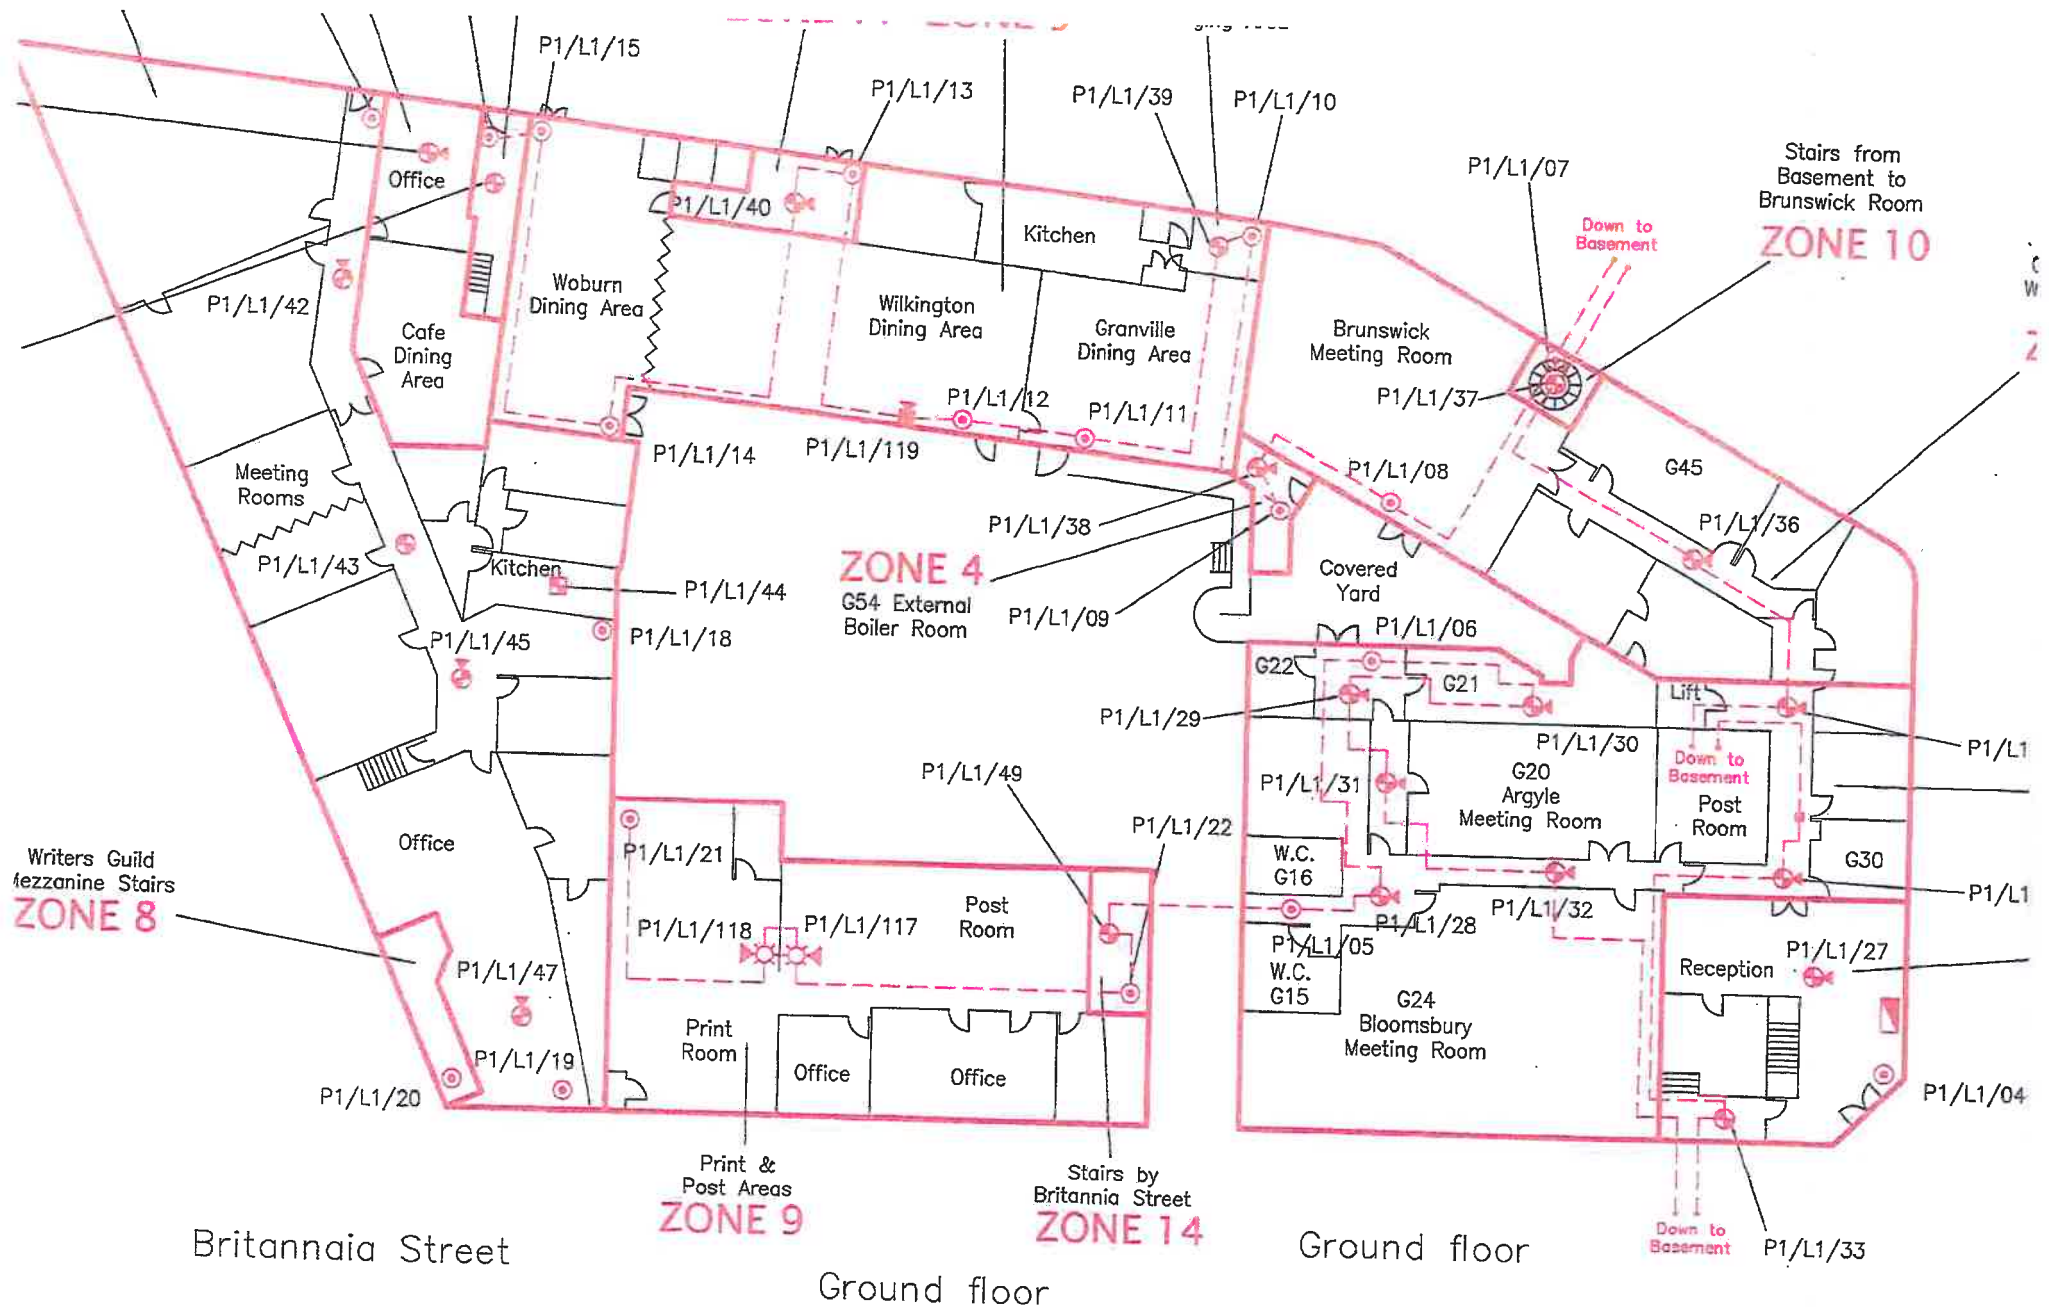 P1/L1/15
P1/L1/13
P1/L1/39
P1/L1/10
P1/L1/07
Stairs from
Basement to
Brunswick Room
ZONE 10
Down to
Basement
Office
P1/L1/40
Kitchen
P1/L1/42
Woburn
Dining Area
Wilkington
Dining Area
Granville
Dining Area
Brunswick
Meeting Room
Cafe
Dining
Area
P1/L1/37
P1/L1/12
P1/L1/11
P1/L1/14
P1/L1/119
P1/L1/08
G45
Meeting
Rooms
P1/L1/38
P1/L1/36
P1/L1/43
Kitchen
P1/L1/44
ZONE 4
G54 External
Boiler Room
P1/L1/09
Covered
Yard
P1/L1/45
P1/L1/18
P1/L1/06
G22
G21
Lift
P1/L1/29
P1/L1/30
P1/L1
Down to
Basement
P1/L1/49
P1/L1/31
G20
Argyle
Meeting Room
Post
Room
Office
P1/L1/21
P1/L1/22
W.C.
G16
G30
Writers Guild
Mezzanine Stairs
ZONE 8
P1/L1/118
P1/L1/117
Post
Room
P1/L1/28
P1/L1/32
P1/L1
P1/L1/05
W.C.
G15
P1/L1/27
Reception
P1/L1/47
G24
Bloomsbury
Meeting Room
Print
Room
P1/L1/19
Office
Office
P1/L1/20
P1/L1/04
Print &
Post Areas
ZONE 9
Stairs by
Britannia Street
ZONE 14
Down to
Basement
P1/L1/33
Britannaia Street
Ground floor
Ground floor